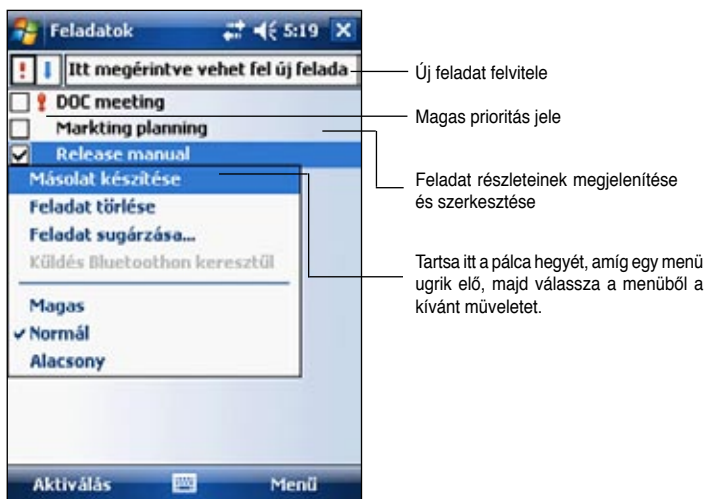 Feladatok 5:19
Itt megérintve vehet fel új felada
DOC meeting
Markting planning
Release manual
Másolat készítése
Feladat törlése
Feladat sugárzása...
Küldés Bluetoothon keresztül
Magas
Normál
Alacsony
Aktiválás Menü
Új feladat felvitele
Magas prioritás jele
Feladat részleteinek megjelenítése
és szerkesztése
Tartsa itt a pálca hegyét, amíg egy menü
ugrik elő, majd válassza a menüből a
kívánt müveletet.